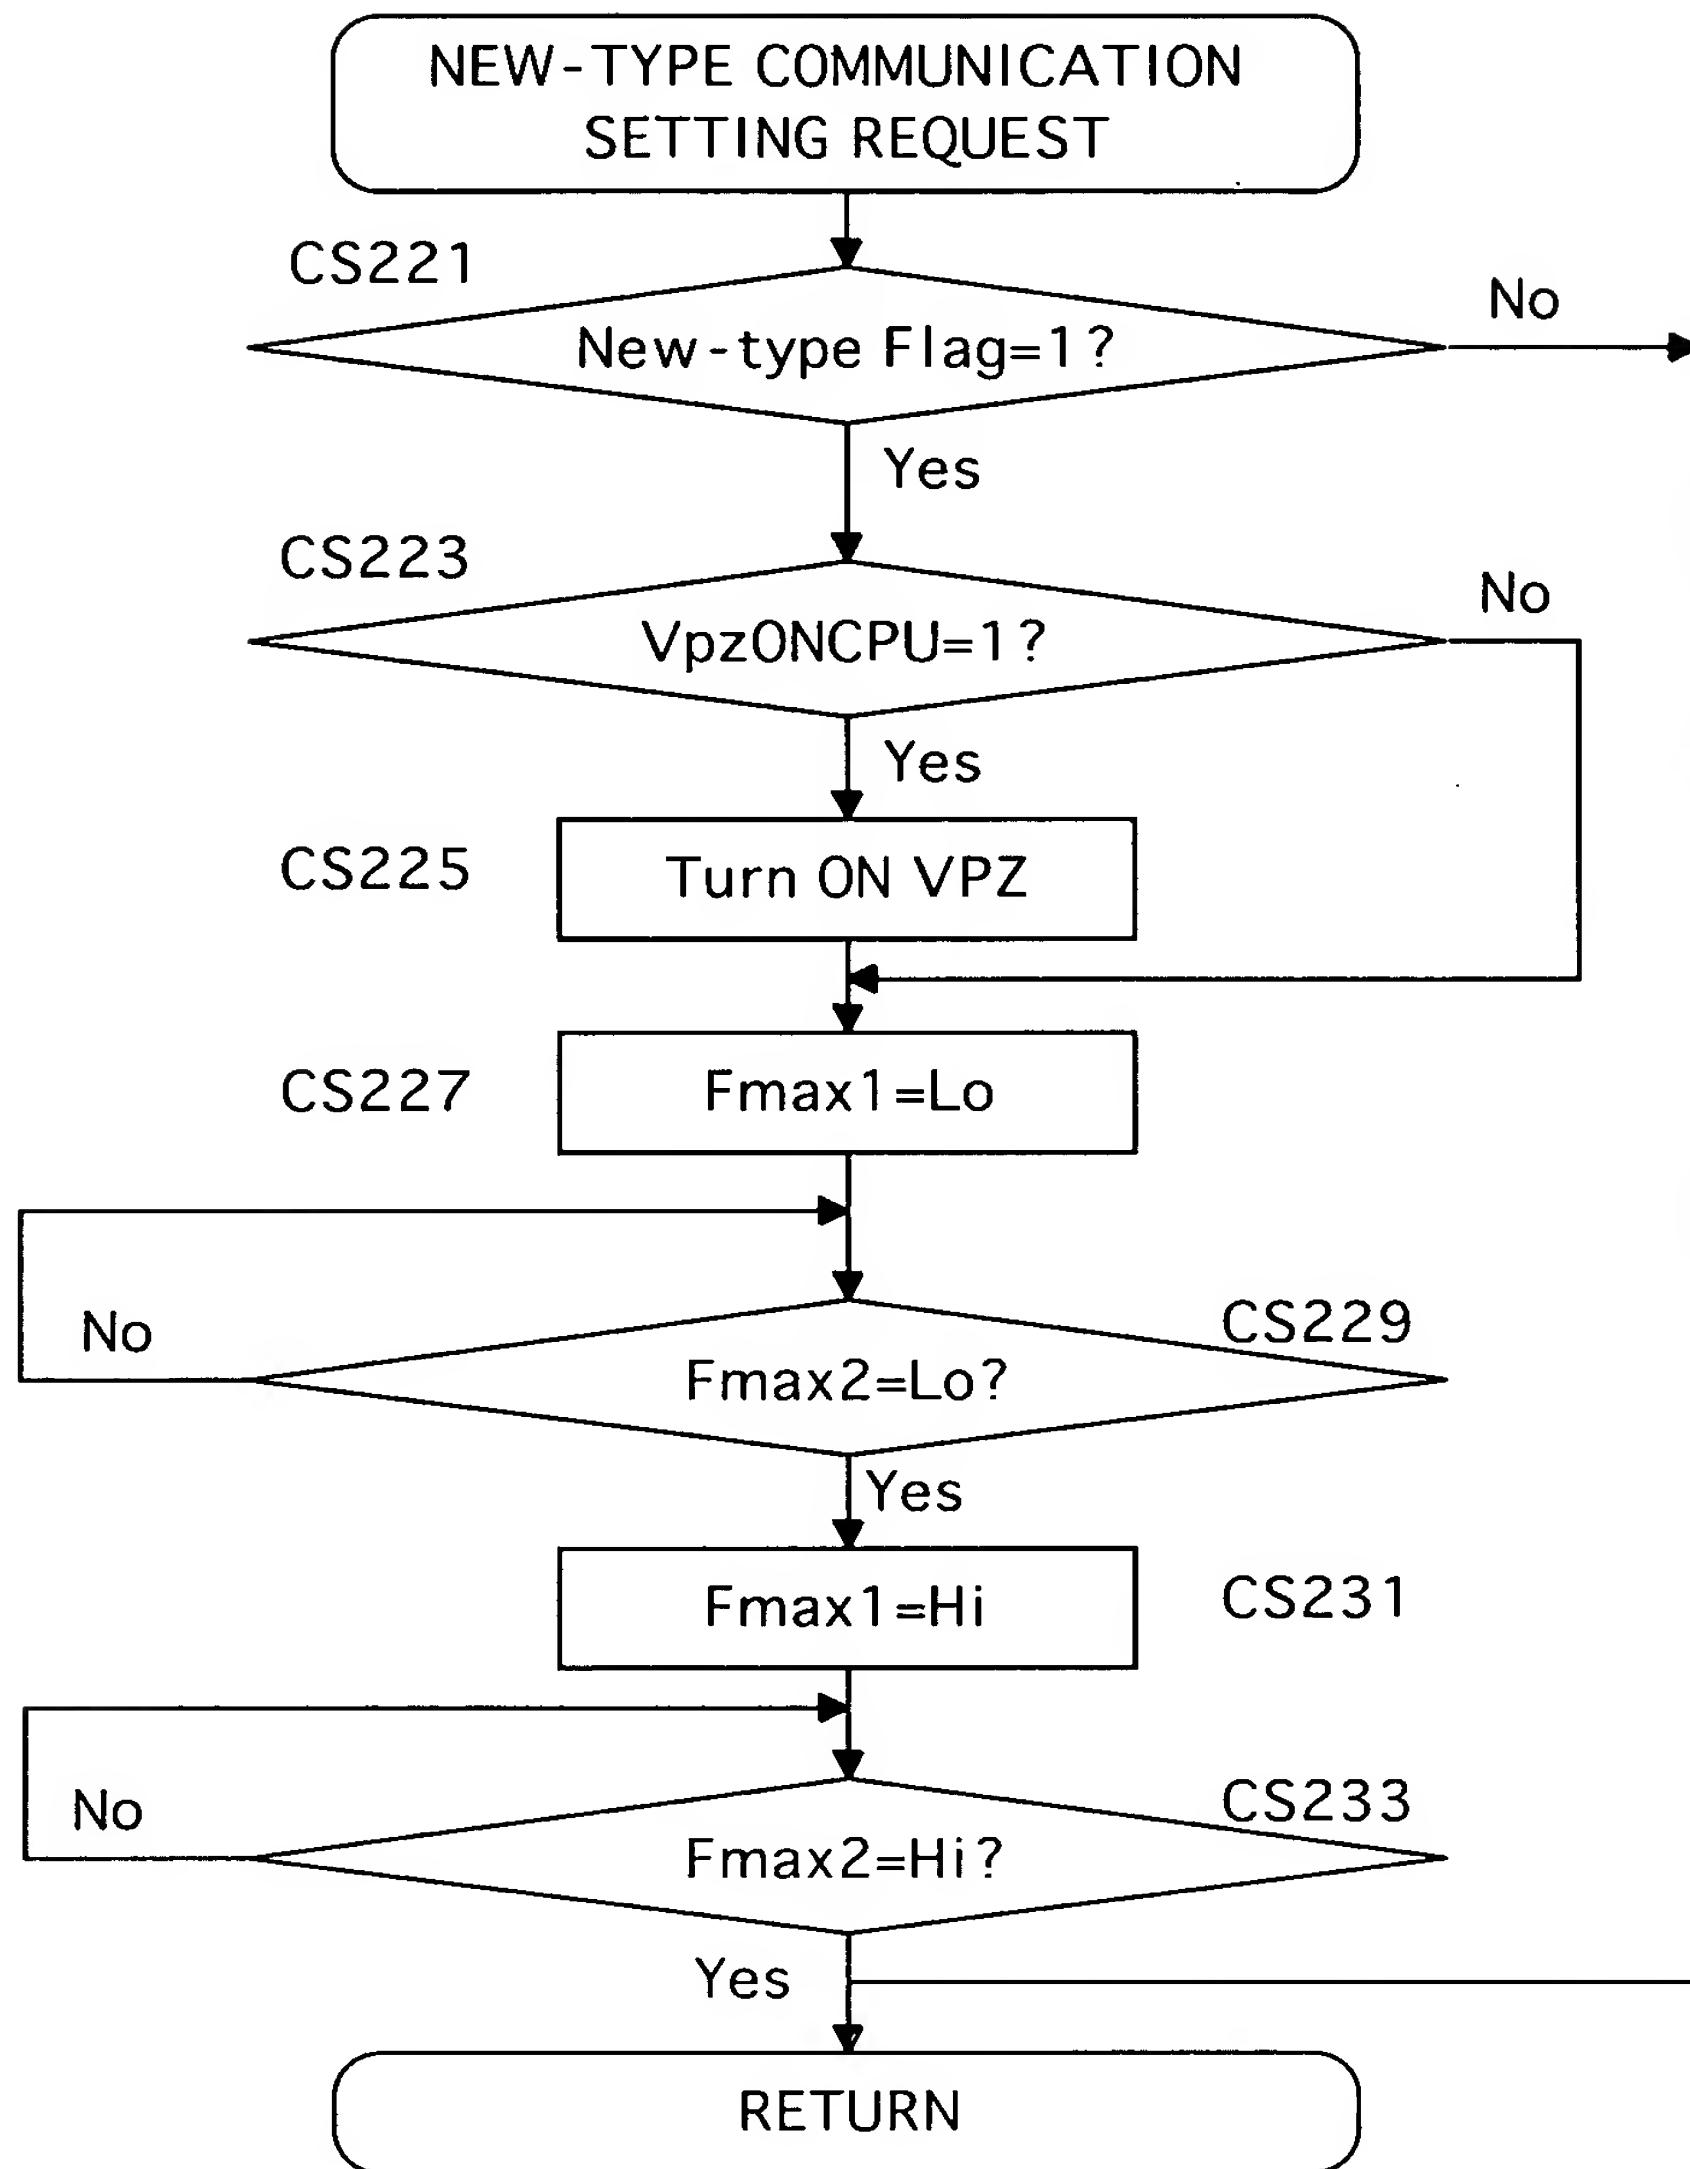 NEW-TYPE COMMUNICATION
SETTING REQUEST
CS221
No
New-type Flag=1?
Yes
CS223
No
VpzONCPU=1?
Yes
CS225
Turn ON VPZ
CS227
Fmax1=Lo
CS229
No
Fmax2=Lo?
Yes
Fmax1=Hi
CS231
CS233
No
Fmax2=Hi?
Yes
RETURN